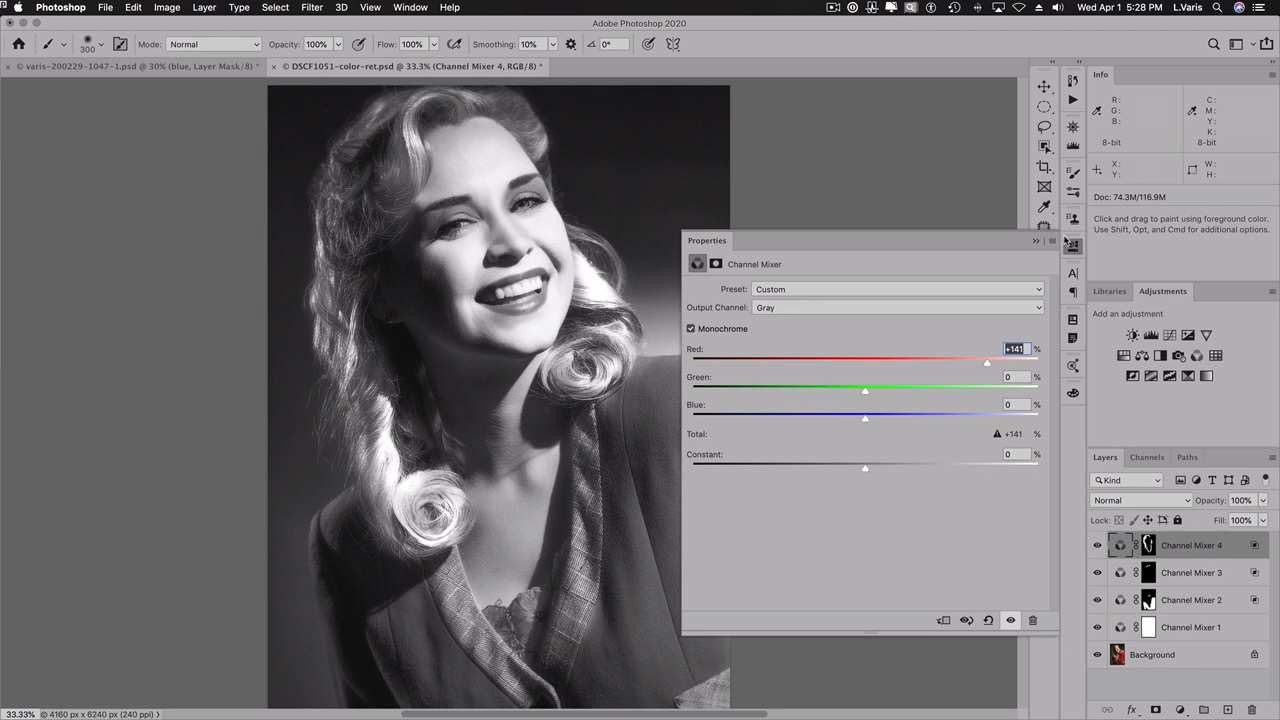 Photoshop File Edit Image Layer Type Select Filter 3D View Window Help Wed Apr 1 5:28 PM L.Varis
Adobe Photoshop 2020
300 Mode: Normal Opacity: 100% Flow: 100% Smoothing: 10% 0°
× © varis-200229-1047-1.psd @ 30% (blue, Layer Mask/8) * × © DSCF1051-color-ret.psd @ 33.3% (Channel Mixer 4, RGB/8) *
Info
R: C:
G: M:
B: Y:
K:
8-bit 8-bit
X: W:
Y: H:
Doc: 74.3M/116.9M
Click and drag to paint using foreground color.
Use Shift, Opt, and Cmd for additional options.
Properties
Channel Mixer
Preset: Custom
Output Channel: Gray
Monochrome
Red: +141 %
Green: 0 %
Blue: 0 %
Total: +141 %
Constant: 0 %
Libraries Adjustments
Add an adjustment
Layers Channels Paths
Kind
Normal Opacity: 100%
Lock: Fill: 100%
Channel Mixer 4
Channel Mixer 3
Channel Mixer 2
Channel Mixer 1
Background
33.33% © 4160 px x 6240 px (240 ppi)